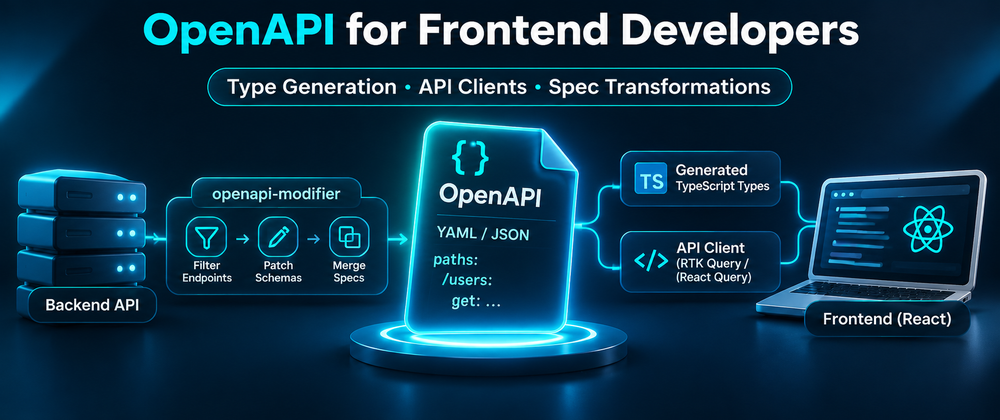 OpenAPI for Frontend Developers
Type Generation • API Clients • Spec Transformations
Backend API
openapi-modifier
Filter
Endpoints
Patch
Schemas
Merge
Specs
{}
OpenAPI
YAML / JSON
paths:
/users:
get: ...
TS
Generated
TypeScript Types
</>
API Client
(RTK Query /
(React Query)
Frontend (React)